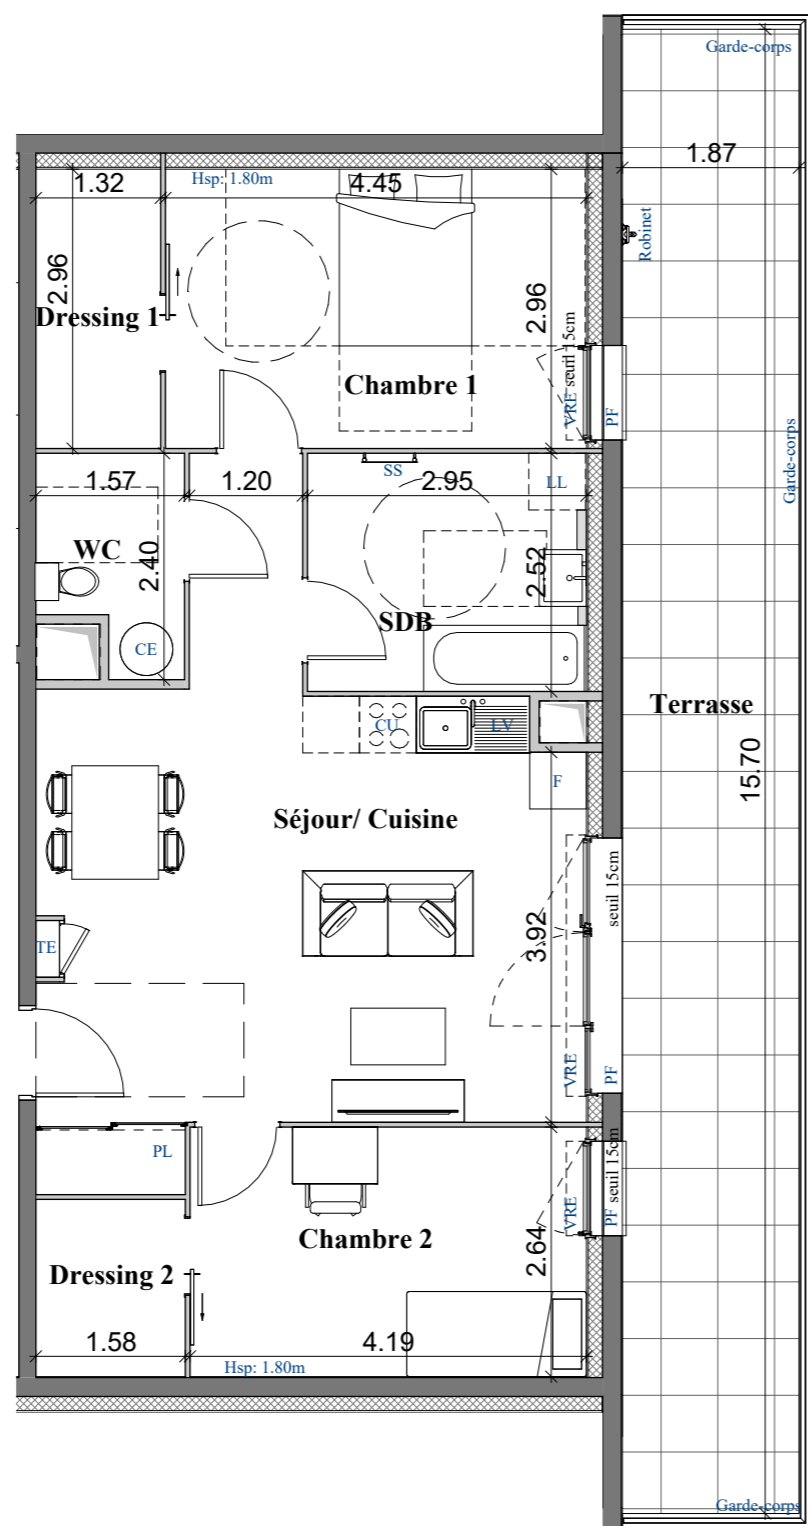 Garde-corps
1.87
1.32
Hsp: 1.80m
4.45
Robinet
2.96
2.96
Dressing 1
seuil 15cm
Chambre 1
VRE
PF
Garde-corps
SS
LL
1.57
1.20
2.95
WC
2.40
2.52
SDB
CE
Terrasse
CU
LV
15.70
F
Séjour/ Cuisine
seuil 15cm
3.92
TE
VRE
PF
PL
seuil 15cm
VRE
PF
Chambre 2
2.64
Dressing 2
1.58
4.19
Hsp: 1.80m
Garde-corps